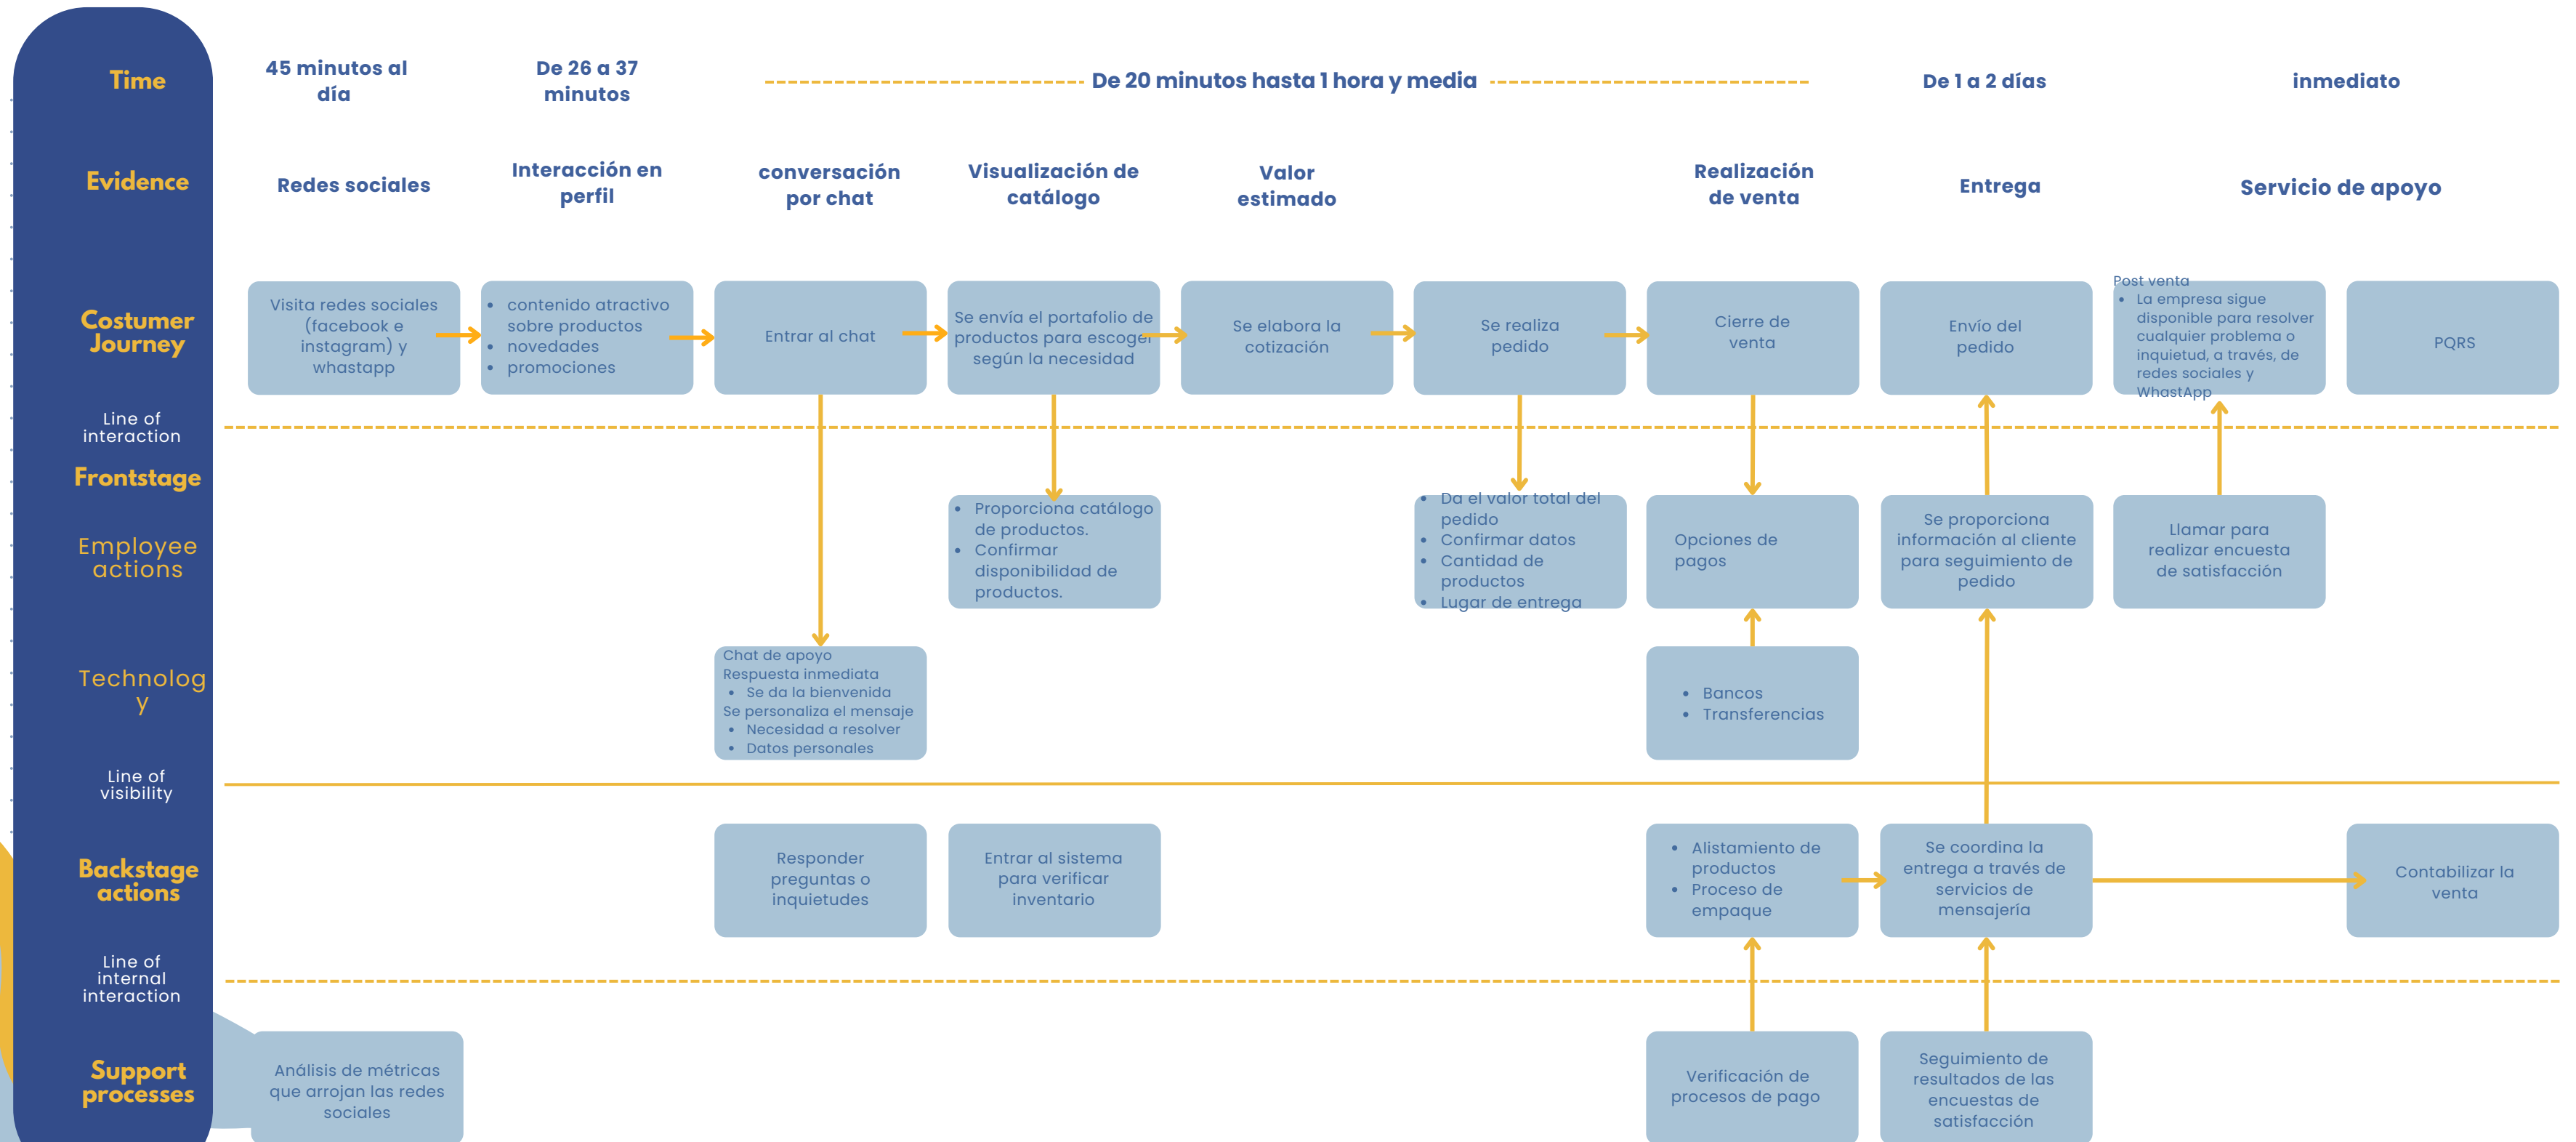 Time
45 minutos al
día
De 26 a 37
minutos
De 20 minutos hasta 1 hora y media
De 1 a 2 días
inmediato
Evidence
Redes sociales
Interacción en
perfil
conversación
por chat
Visualización de
catálogo
Valor
estimado
Realización
de venta
Entrega
Servicio de apoyo
Costumer
Journey
Visita redes sociales
(facebook e
instagram) y
whastapp
• contenido atractivo
sobre productos
• novedades
• promociones
Entrar al chat
Se envía el portafolio de
productos para escoger
según la necesidad
Se elabora la
cotización
Se realiza
pedido
Cierre de
venta
Envío del
pedido
Post venta
• La empresa sigue
disponible para resolver
cualquier problema o
inquietud, a través, de
redes sociales y
WhastApp
PQRS
Line of
interaction
Frontstage
Employee
actions
• Proporciona catálogo
de productos.
• Confirmar
disponibilidad de
productos.
• Da el valor total del
pedido
• Confirmar datos
• Cantidad de
productos
• Lugar de entrega
Opciones de
pagos
Se proporciona
información al cliente
para seguimiento de
pedido
Llamar para
realizar encuesta
de satisfacción
Technolog
y
Chat de apoyo
Respuesta inmediata
• Se da la bienvenida
Se personaliza el mensaje
• Necesidad a resolver
• Datos personales
• Bancos
• Transferencias
Line of
visibility
Backstage
actions
Responder
preguntas o
inquietudes
Entrar al sistema
para verificar
inventario
• Alistamiento de
productos
• Proceso de
empaque
Se coordina la
entrega a través de
servicios de
mensajería
Contabilizar la
venta
Line of
internal
interaction
Support
processes
Análisis de métricas
que arrojan las redes
sociales
Verificación de
procesos de pago
Seguimiento de
resultados de las
encuestas de
satisfacción